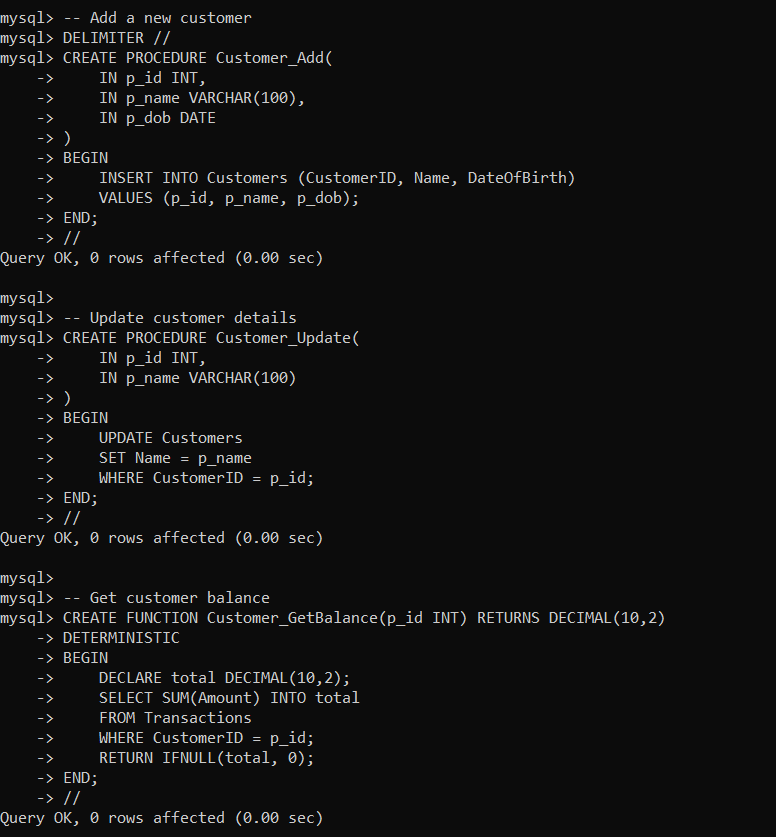 mysql> -- Add a new customer
mysql> DELIMITER //
mysql> CREATE PROCEDURE Customer_Add(
    ->     IN p_id INT,
    ->     IN p_name VARCHAR(100),
    ->     IN p_dob DATE
    -> )
    -> BEGIN
    ->     INSERT INTO Customers (CustomerID, Name, DateOfBirth)
    ->     VALUES (p_id, p_name, p_dob);
    -> END;
    -> //
Query OK, 0 rows affected (0.00 sec)

mysql>
mysql> -- Update customer details
mysql> CREATE PROCEDURE Customer_Update(
    ->     IN p_id INT,
    ->     IN p_name VARCHAR(100)
    -> )
    -> BEGIN
    ->     UPDATE Customers
    ->     SET Name = p_name
    ->     WHERE CustomerID = p_id;
    -> END;
    -> //
Query OK, 0 rows affected (0.00 sec)

mysql>
mysql> -- Get customer balance
mysql> CREATE FUNCTION Customer_GetBalance(p_id INT) RETURNS DECIMAL(10,2)
    -> DETERMINISTIC
    -> BEGIN
    ->     DECLARE total DECIMAL(10,2);
    ->     SELECT SUM(Amount) INTO total
    ->     FROM Transactions
    ->     WHERE CustomerID = p_id;
    ->     RETURN IFNULL(total, 0);
    -> END;
    -> //
Query OK, 0 rows affected (0.00 sec)